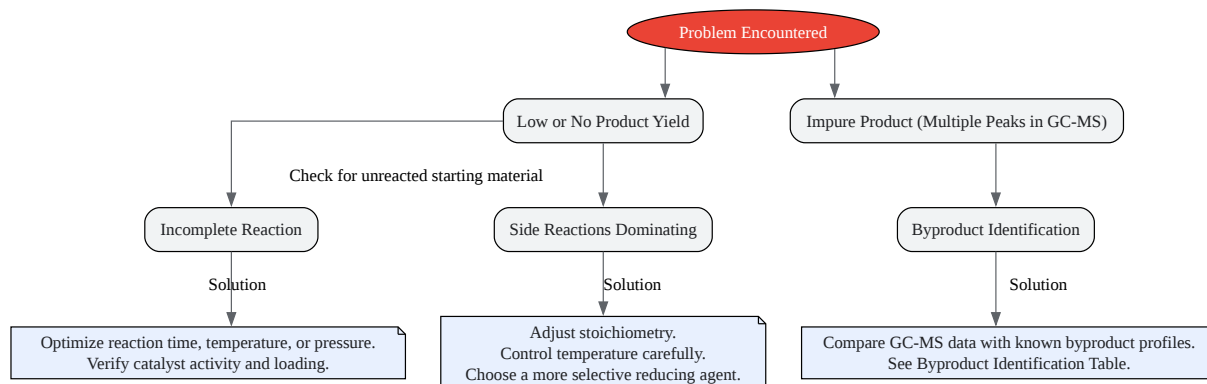 Problem Encountered
Low or No Product Yield
Impure Product (Multiple Peaks in GC-MS)
Check for unreacted starting material
Incomplete Reaction
Side Reactions Dominating
Byproduct Identification
Solution
Solution
Solution
Optimize reaction time, temperature, or pressure.
Verify catalyst activity and loading.
Adjust stoichiometry.
Control temperature carefully.
Choose a more selective reducing agent.
Compare GC-MS data with known byproduct profiles.
See Byproduct Identification Table.